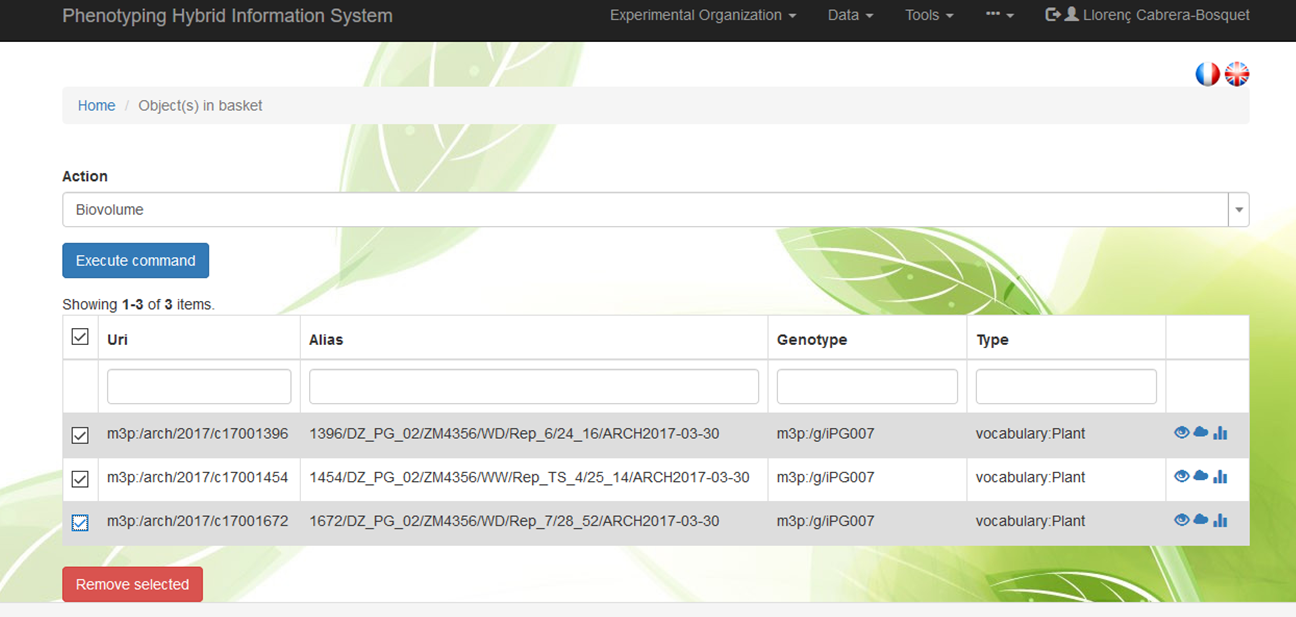 Phenotyping Hybrid Information System Experimental Organization Data Tools ••• Llorenç Cabrera-Bosquet
Home / Object(s) in basket
Action
Biovolume
Execute command
Showing 1-3 of 3 items.
Uri Alias Genotype Type
m3p:/arch/2017/c17001396 1396/DZ_PG_02/ZM4356/WD/Rep_6/24_16/ARCH2017-03-30 m3p:/g/iPG007 vocabulary:Plant
m3p:/arch/2017/c17001454 1454/DZ_PG_02/ZM4356/WW/Rep_TS_4/25_14/ARCH2017-03-30 m3p:/g/iPG007 vocabulary:Plant
m3p:/arch/2017/c17001672 1672/DZ_PG_02/ZM4356/WD/Rep_7/28_52/ARCH2017-03-30 m3p:/g/iPG007 vocabulary:Plant
Remove selected